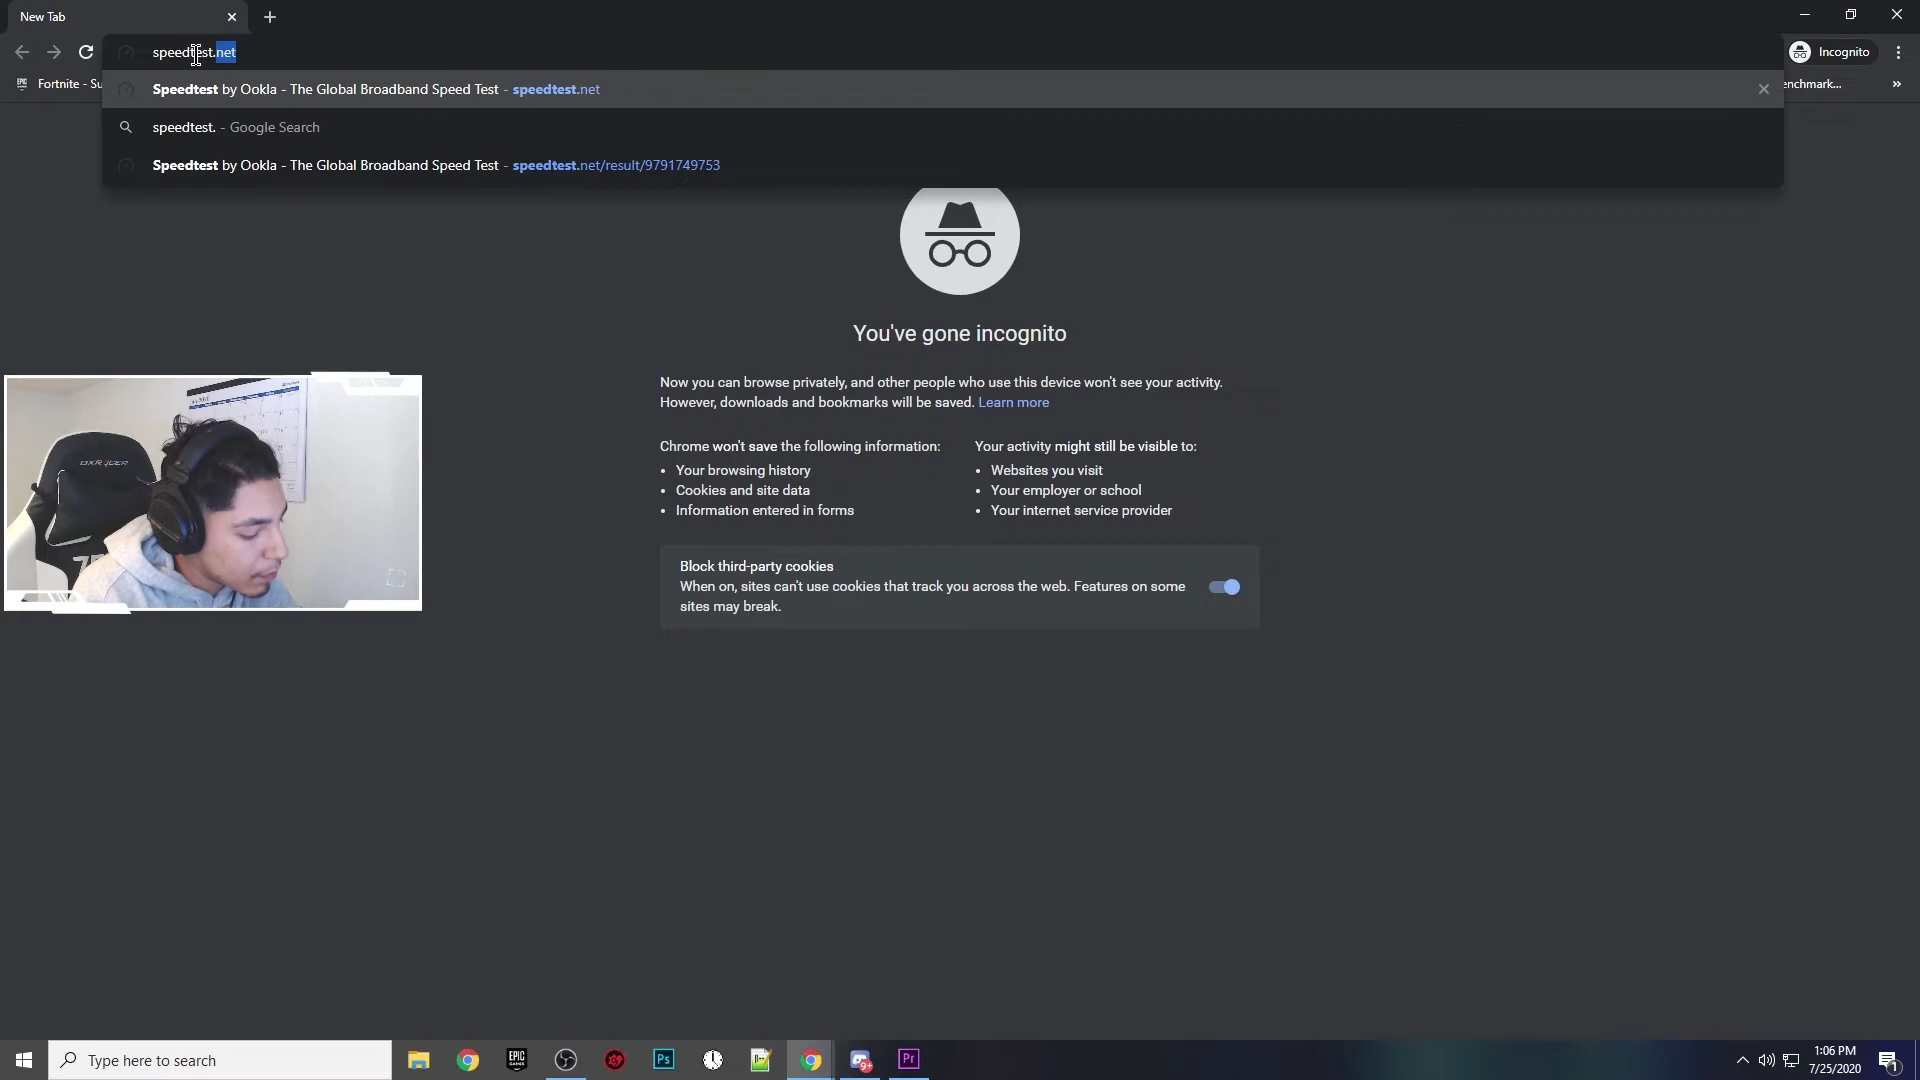 New Tab
speedtest.net
Incognito
Fortnite - Su
enchmark...
Speedtest by Ookla - The Global Broadband Speed Test - speedtest.net
speedtest. - Google Search
Speedtest by Ookla - The Global Broadband Speed Test - speedtest.net/result/9791749753
You've gone incognito
Now you can browse privately, and other people who use this device won't see your activity.
However, downloads and bookmarks will be saved. Learn more
Chrome won't save the following information:
Your browsing history
Cookies and site data
Information entered in forms
Your activity might still be visible to:
Websites you visit
Your employer or school
Your internet service provider
Block third-party cookies
When on, sites can't use cookies that track you across the web. Features on some
sites may break.
DXRACER
Type here to search
EPIC
GAMES
Ps
9+
Pr
1:06 PM
7/25/2020
1